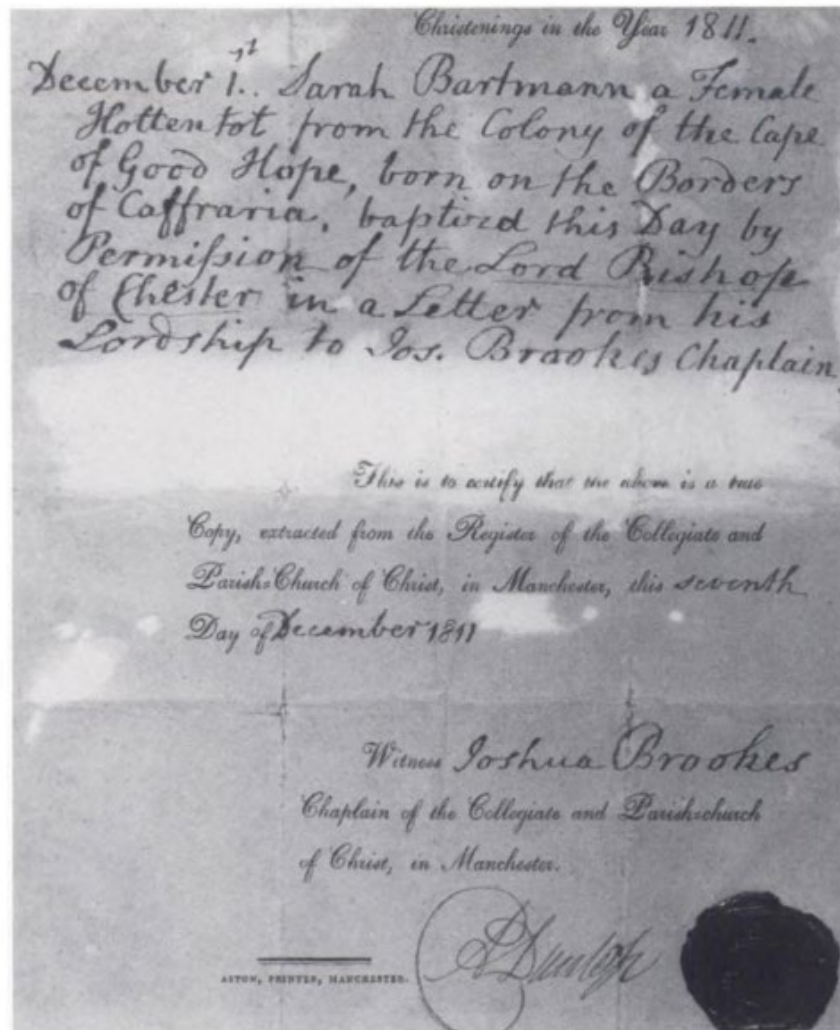 Christenings in the Year 1811.
December 1st. Sarah Bartmann a Female
Hottentot from the Colony of the Cape
of Good Hope, born on the Borders
of Caffraria, baptized this Day by
Permiſsion of the Lord Bishop
of Chester in a Letter from his
Lordship to Jos. Brookes Chaplain
This is to certify that the above is a true
Copy, extracted from the Register of the Collegiate and
Parish=Church of Christ, in Manchester, this seventh
Day of December 1811
Witness Joshua Brookes
Chaplain of the Collegiate and Parish=church
of Christ, in Manchester.
Dunlop
ASTON, PRINTER, MANCHESTER.